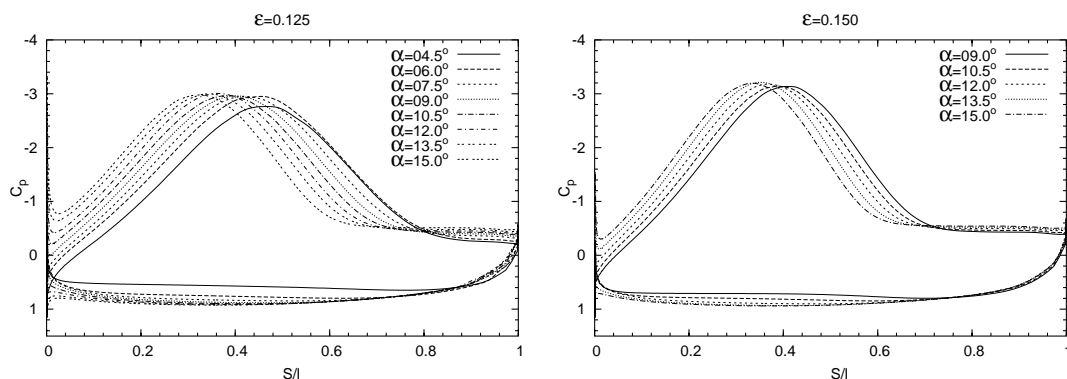 ε=0.125
-4
-3
-2
-1
0
1
0 0.2 0.4 0.6 0.8 1
C_p
S/l
α=04.5°
α=06.0°
α=07.5°
α=09.0°
α=10.5°
α=12.0°
α=13.5°
α=15.0°
ε=0.150
-4
-3
-2
-1
0
1
0 0.2 0.4 0.6 0.8 1
C_p
S/l
α=09.0°
α=10.5°
α=12.0°
α=13.5°
α=15.0°